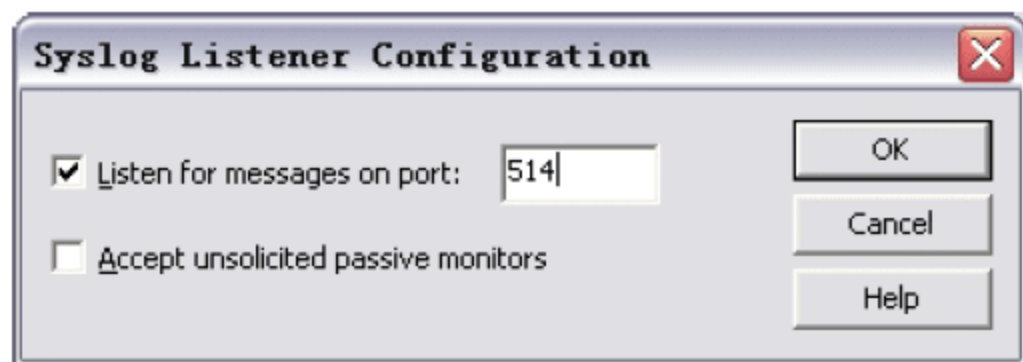 Syslog Listener Configuration
Listen for messages on port: 514
OK
Cancel
Accept unsolicited passive monitors
Help